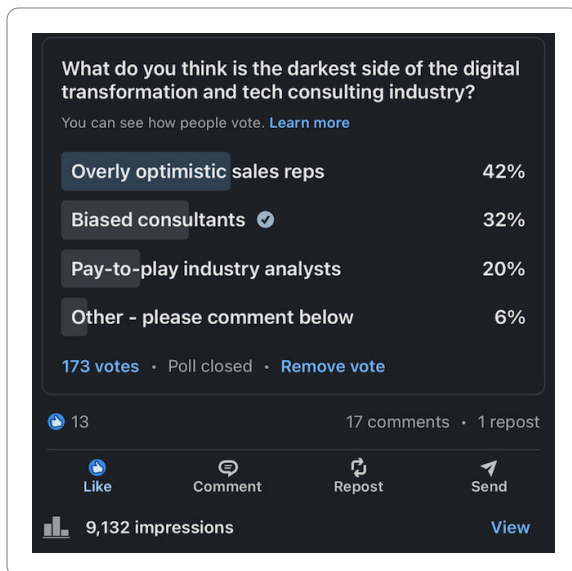 What do you think is the darkest side of the digital
transformation and tech consulting industry?
You can see how people vote. Learn more
Overly optimistic sales reps 42%
Biased consultants 32%
Pay-to-play industry analysts 20%
Other - please comment below 6%
173 votes • Poll closed • Remove vote
13 17 comments • 1 repost
Like Comment Repost Send
9,132 impressions View